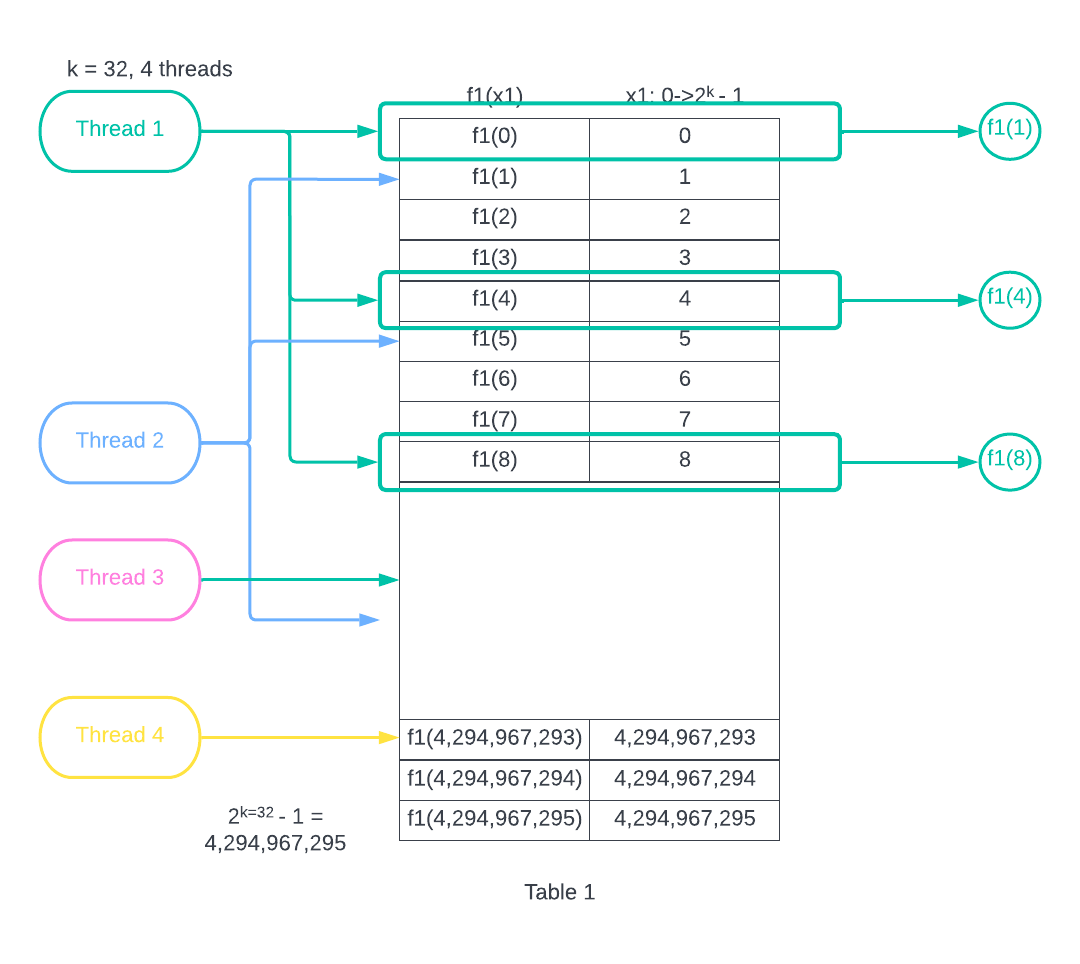 k = 32, 4 threads
f1(x1) x1: 0->2^k - 1
Thread 1
f1(0) 0
f1(1)
f1(1) 1
f1(2) 2
f1(3) 3
f1(4) 4
f1(4)
f1(5) 5
f1(6) 6
f1(7) 7
Thread 2
f1(8) 8
f1(8)
Thread 3
Thread 4
f1(4,294,967,293) 4,294,967,293
f1(4,294,967,294) 4,294,967,294
f1(4,294,967,295) 4,294,967,295
2^k=32 - 1 =
4,294,967,295
Table 1